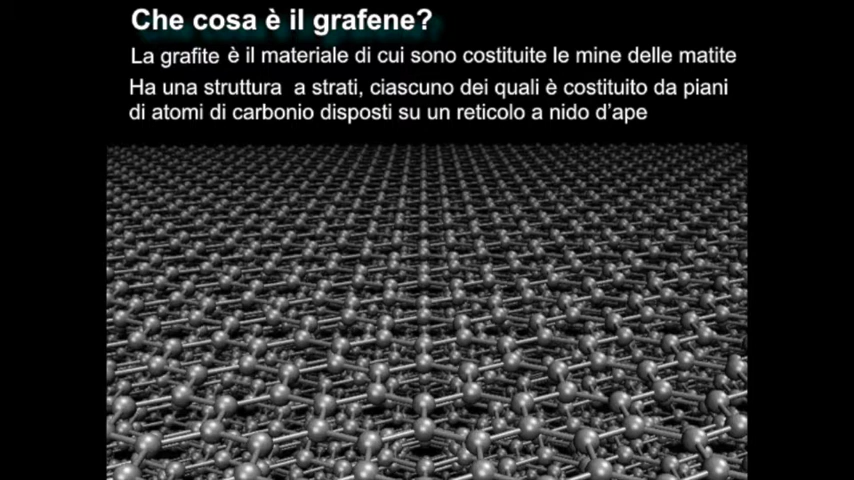 Che cosa è il grafene?
La grafite è il materiale di cui sono costituite le mine delle matite
Ha una struttura a strati, ciascuno dei quali è costituito da piani
di atomi di carbonio disposti su un reticolo a nido d'ape